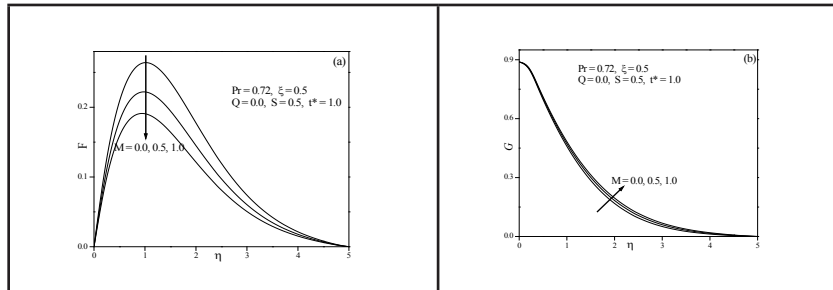 (a)
Pr = 0.72, ξ = 0.5
Q = 0.0, S = 0.5, t* = 1.0
M = 0.0, 0.5, 1.0
F
0.2
0.1
0.0
0 1 2 3 4 5
η
(b)
Pr = 0.72, ξ = 0.5
Q = 0.0, S = 0.5, t* = 1.0
M = 0.0, 0.5, 1.0
G
0.9
0.6
0.3
0.0
0 1 2 3 4 5
η